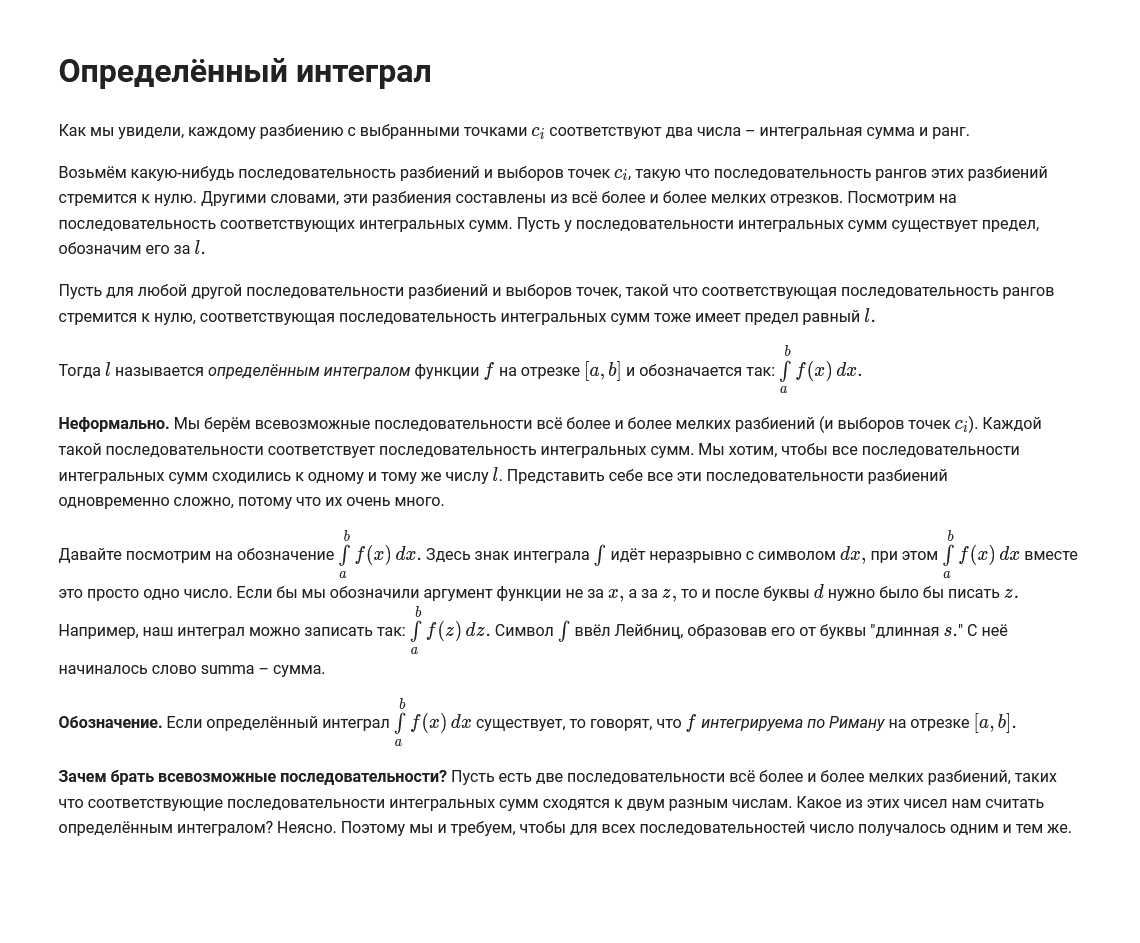 Определённый интеграл
Как мы увидели, каждому разбиению с выбранными точками $c_i$ соответствуют два числа – интегральная сумма и ранг.
Возьмём какую-нибудь последовательность разбиений и выборов точек $c_i$, такую что последовательность рангов этих разбиений
стремится к нулю. Другими словами, эти разбиения составлены из всё более и более мелких отрезков. Посмотрим на
последовательность соответствующих интегральных сумм. Пусть у последовательности интегральных сумм существует предел,
обозначим его за $l.$
Пусть для любой другой последовательности разбиений и выборов точек, такой что соответствующая последовательность рангов
стремится к нулю, соответствующая последовательность интегральных сумм тоже имеет предел равный $l.$
Тогда $l$ называется определённым интегралом функции $f$ на отрезке $[a, b]$ и обозначается так: $\int\limits_a^b f(x)\,dx.$
Неформально. Мы берём всевозможные последовательности всё более и более мелких разбиений (и выборов точек $c_i$). Каждой
такой последовательности соответствует последовательность интегральных сумм. Мы хотим, чтобы все последовательности
интегральных сумм сходились к одному и тому же числу $l$. Представить себе все эти последовательности разбиений
одновременно сложно, потому что их очень много.
Давайте посмотрим на обозначение $\int\limits_a^b f(x)\,dx.$ Здесь знак интеграла $\int$ идёт неразрывно с символом $dx,$ при этом $\int\limits_a^b f(x)\,dx$ вместе
это просто одно число. Если бы мы обозначили аргумент функции не за $x,$ а за $z,$ то и после буквы $d$ нужно было бы писать $z.$
Например, наш интеграл можно записать так: $\int\limits_a^b f(z)\,dz.$ Символ $\int$ ввёл Лейбниц, образовав его от буквы "длинная $s.$" С неё
начиналось слово summa – сумма.
Обозначение. Если определённый интеграл $\int\limits_a^b f(x)\,dx$ существует, то говорят, что $f$ интегрируема по Риману на отрезке $[a, b].$
Зачем брать всевозможные последовательности? Пусть есть две последовательности всё более и более мелких разбиений, таких
что соответствующие последовательности интегральных сумм сходятся к двум разным числам. Какое из этих чисел нам считать
определённым интегралом? Неясно. Поэтому мы и требуем, чтобы для всех последовательностей число получалось одним и тем же.